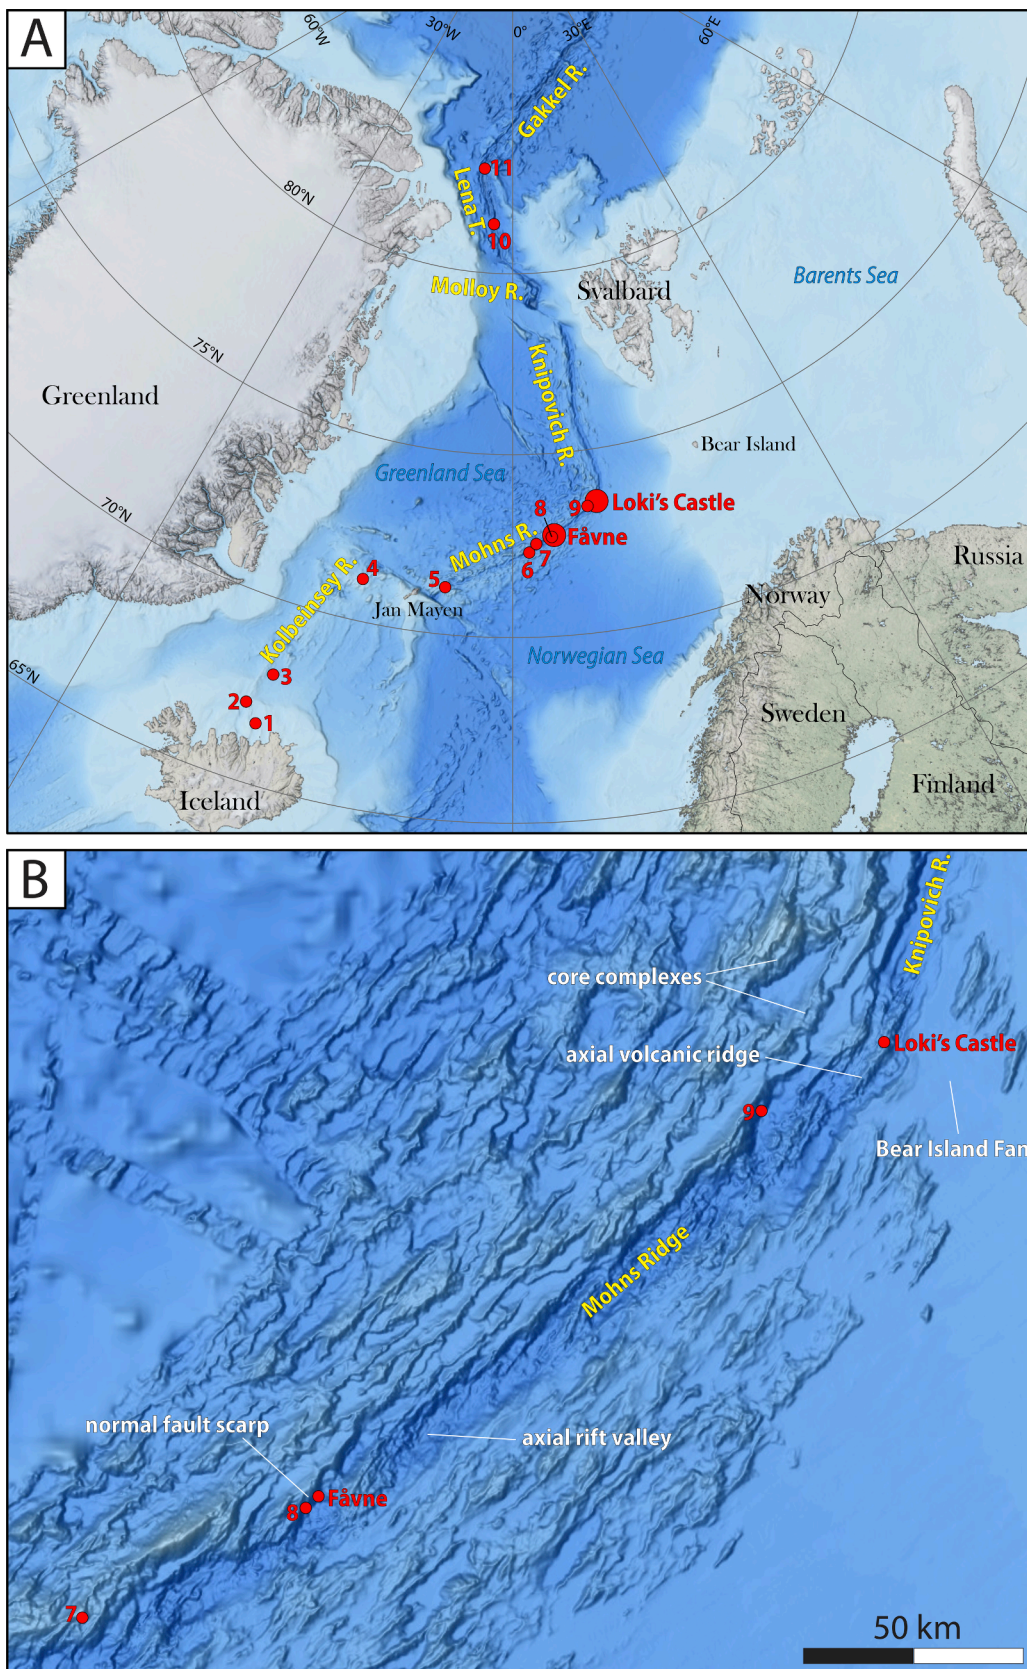 A
60°W
30°W
0°
30°E
60°E
Gakkel R.
11
Lena T.
80°N
10
Molloy R.
Svalbard
Barents Sea
75°N
Greenland
Knipovich R.
Bear Island
Greenland Sea
70°N
8
9
Loki's Castle
Mohns R.
Fåvne
7
6
Russia
4
5
Kolbeinsey R.
Jan Mayen
Norway
Norwegian Sea
65°N
3
2
1
Sweden
Iceland
Finland
B
Knipovich R.
core complexes
Loki's Castle
axial volcanic ridge
9
Bear Island Fan
Mohns Ridge
normal fault scarp
axial rift valley
Fåvne
8
7
50 km